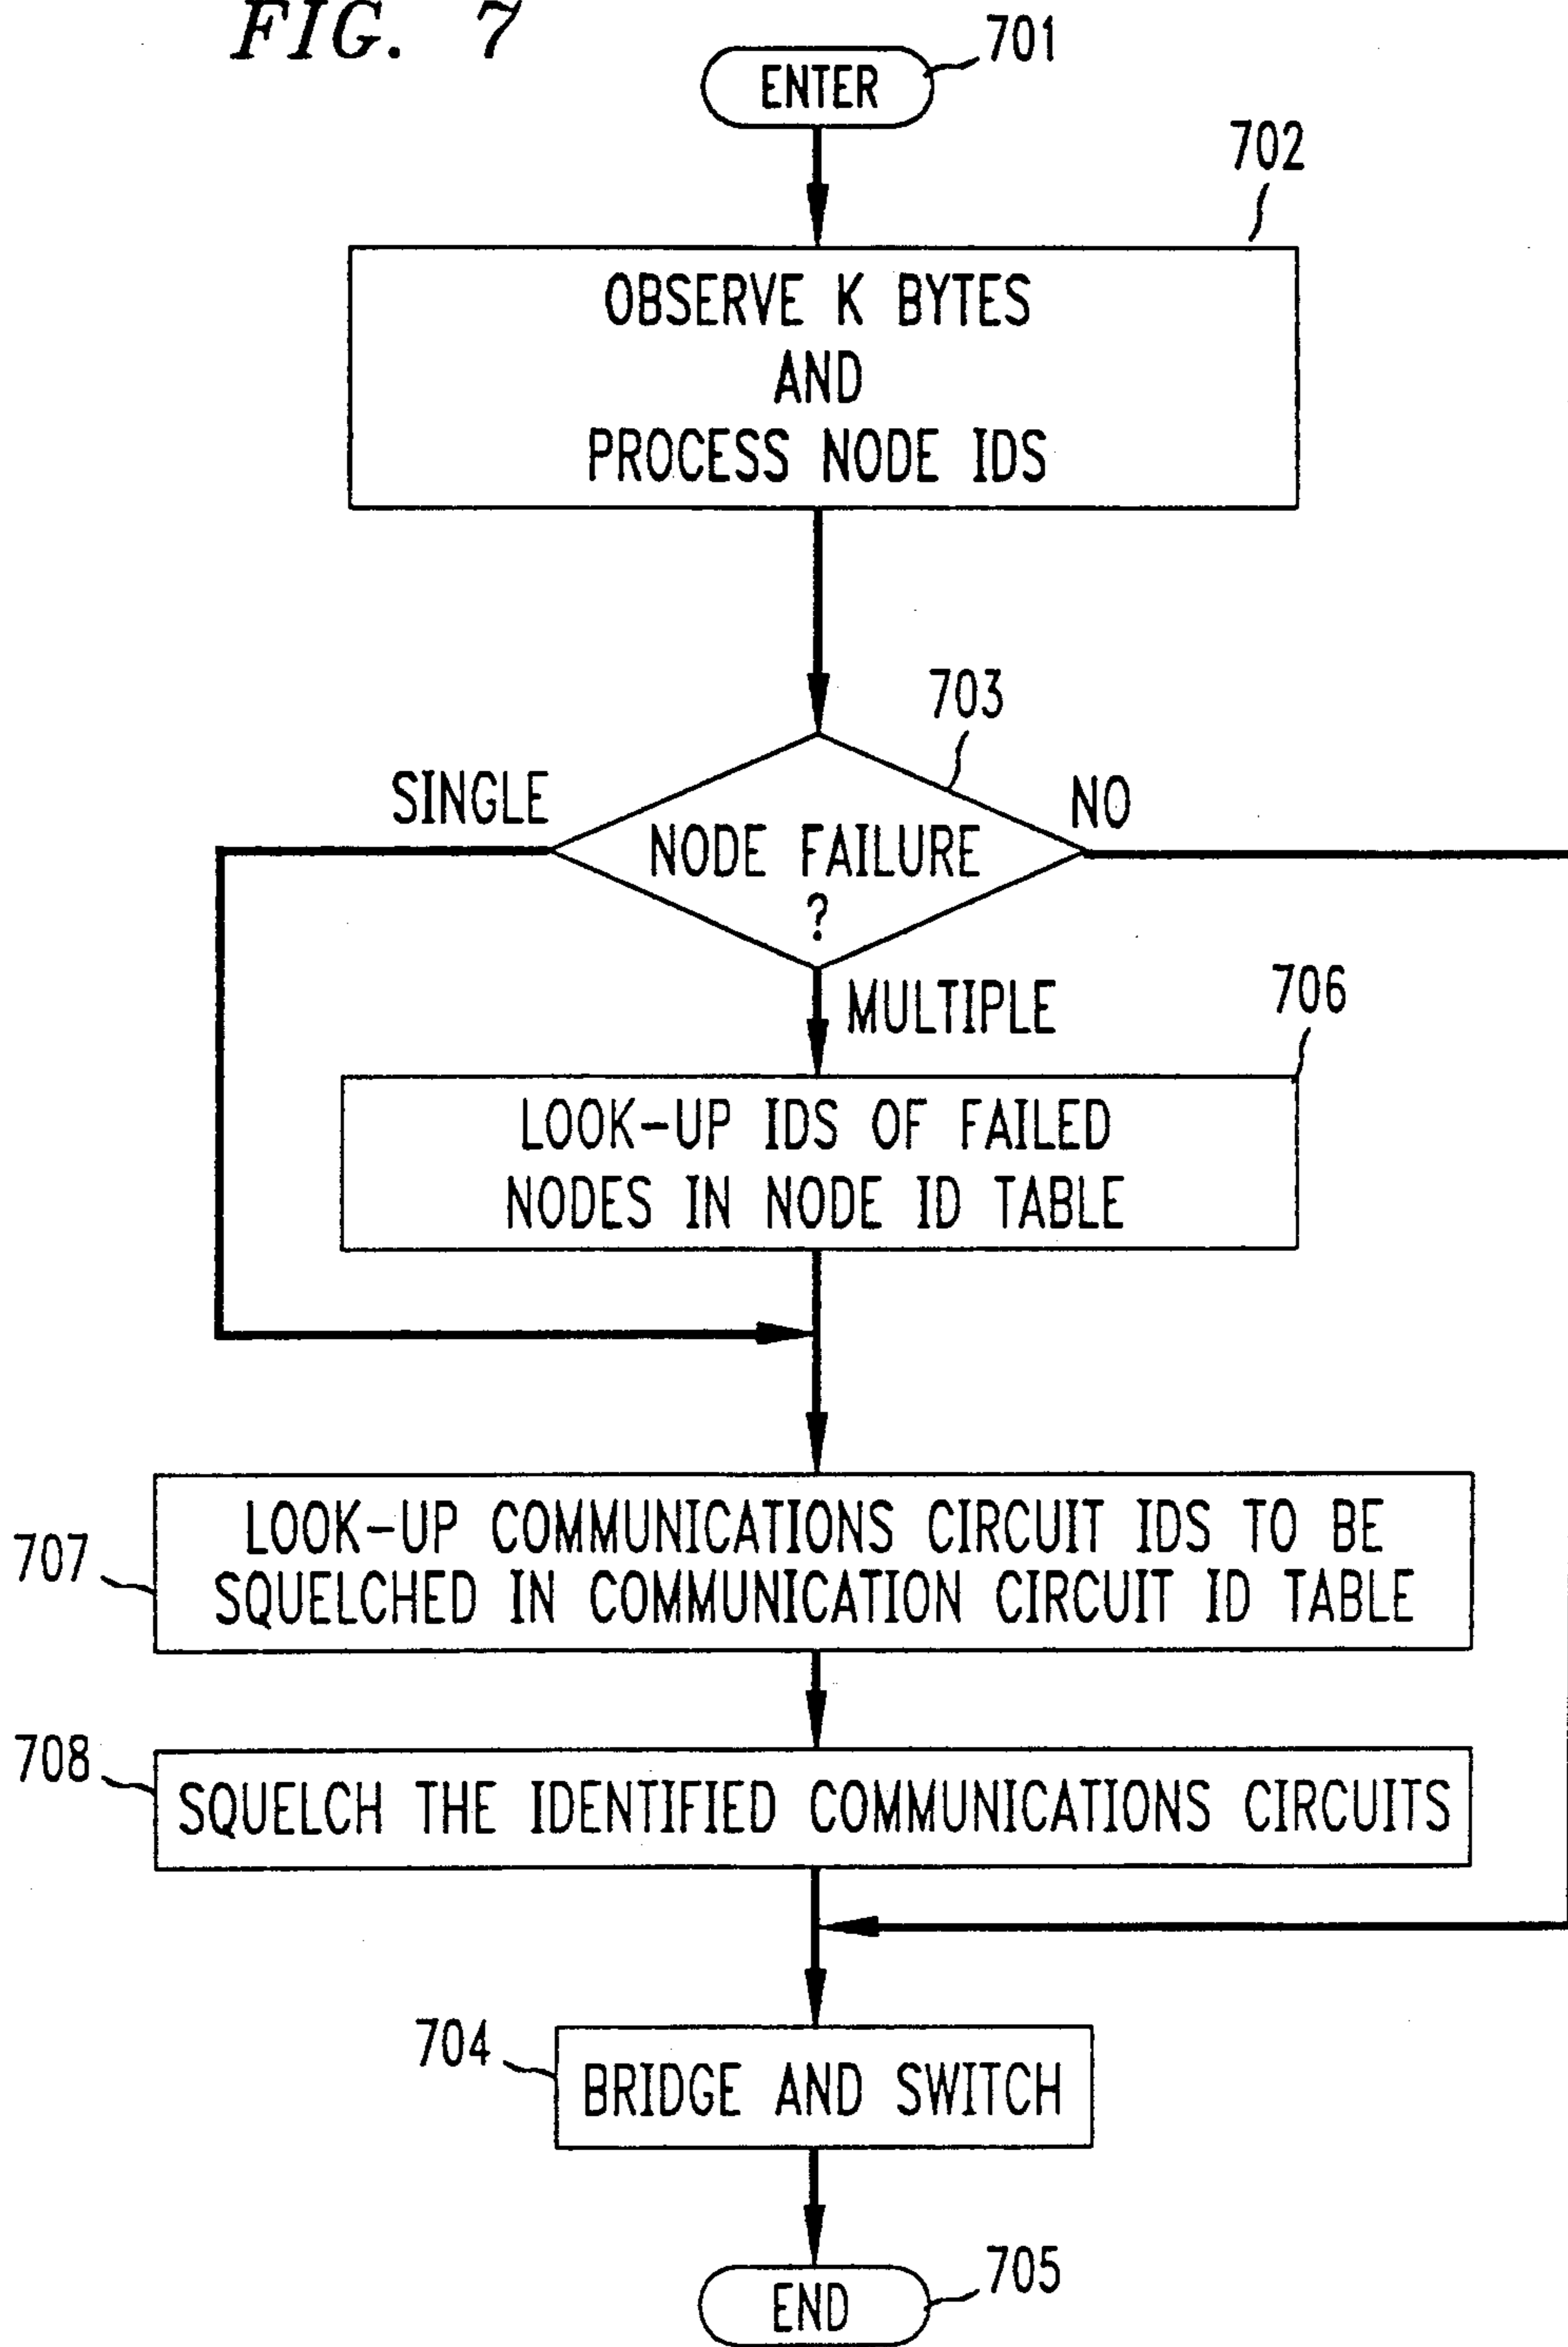 FIG. 7
701
ENTER
702
OBSERVE K BYTES
AND
PROCESS NODE IDS
703
SINGLE
NO
NODE FAILURE
?
MULTIPLE
706
LOOK-UP IDS OF FAILED
NODES IN NODE ID TABLE
707
LOOK-UP COMMUNICATIONS CIRCUIT IDS TO BE
SQUELCHED IN COMMUNICATION CIRCUIT ID TABLE
708
SQUELCH THE IDENTIFIED COMMUNICATIONS CIRCUITS
704
BRIDGE AND SWITCH
705
END